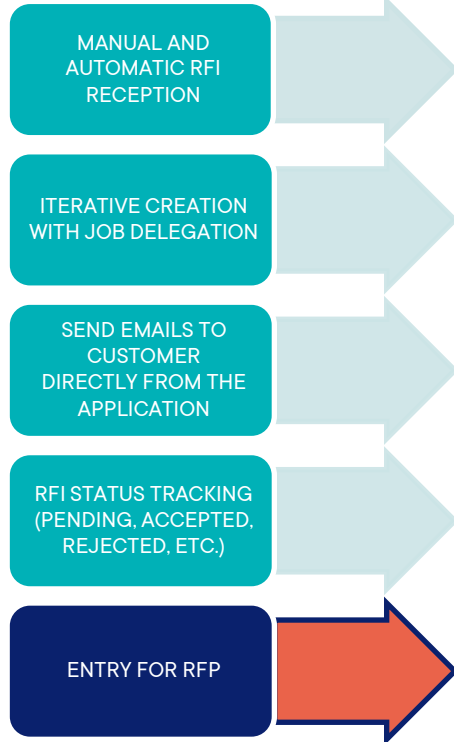 MANUAL AND
AUTOMATIC RFI
RECEPTION
ITERATIVE CREATION
WITH JOB DELEGATION
SEND EMAILS TO
CUSTOMER
DIRECTLY FROM THE
APPLICATION
RFI STATUS TRACKING
(PENDING, ACCEPTED,
REJECTED, ETC.)
ENTRY FOR RFP